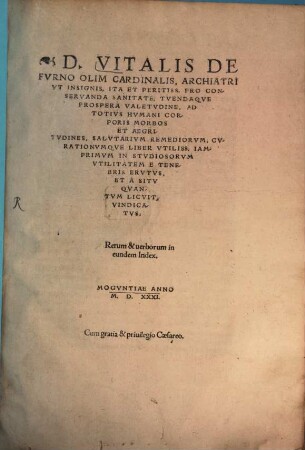 D. VITALIS DE
FVRNO OLIM CARDINALIS, ARCHIATRI
VT INSIGNIS, ITA ET PERITISS. PRO CON-
SERVANDA SANITATE, TVENDAQVE
PROSPERA VALETVDINE, AD
TOTIVS HVMANI COR-
PORIS MORBOS
ET AEGRI
TVDINES, SALVTARIVM REMEDIORVM, CV-
RATIONVMQVE LIBER VTILISS. IAM-
PRIMVM IN STVDIOSORVM
VTILITATEM E TENE-
BRIS ERVTVS,
ET A SITV
QVAN-
TVM LICVIT,
VINDICA
TVS.
R
Rerum & uerborum in
eundem Index.
MOGVNTIAE ANNO
M. D. XXXI.
Cum gratia & priuilegio Cæsareo.